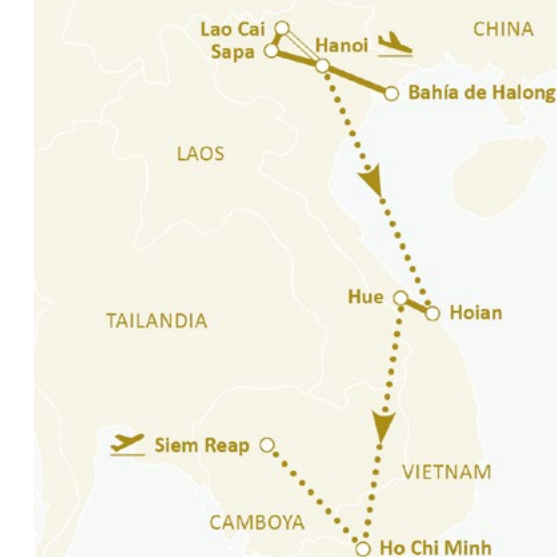 Lao Cai
CHINA
Sapa
Hanoi
Bahía de Halong
LAOS
Hue
Hoian
TAILANDIA
Siem Reap
VIETNAM
CAMBOYA
Ho Chi Minh